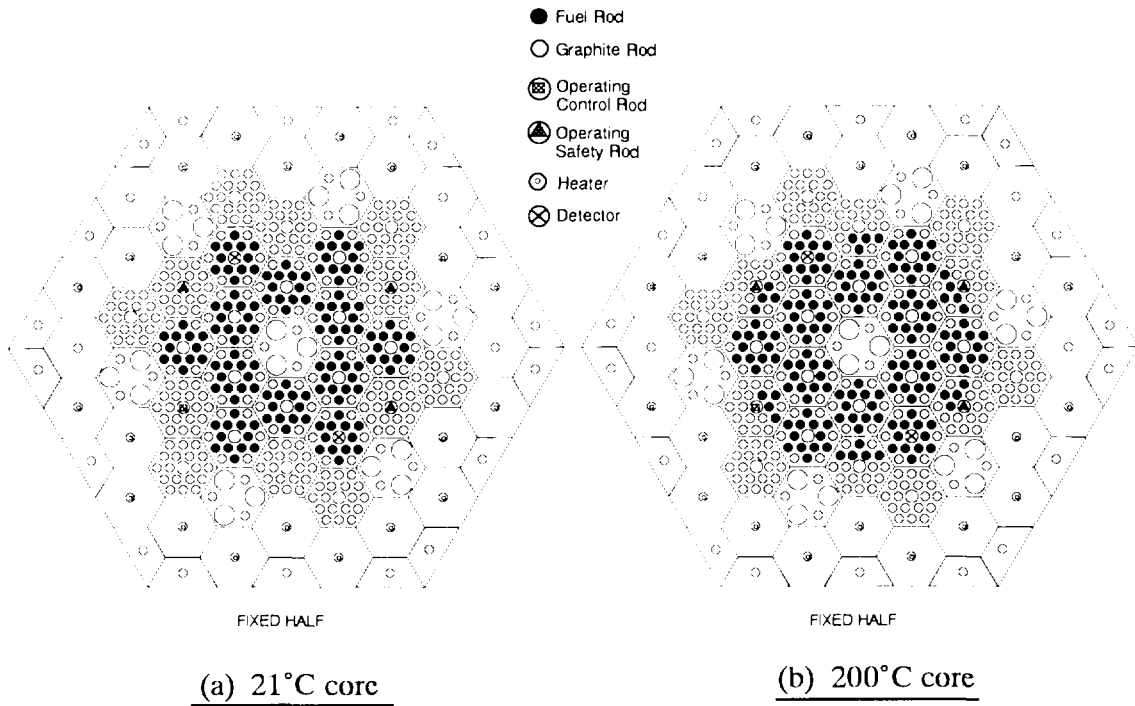 Fuel Rod
Graphite Rod
Operating
Control Rod
Operating
Safety Rod
Heater
Detector
FIXED HALF
FIXED HALF
(a) 21°C core
(b) 200°C core